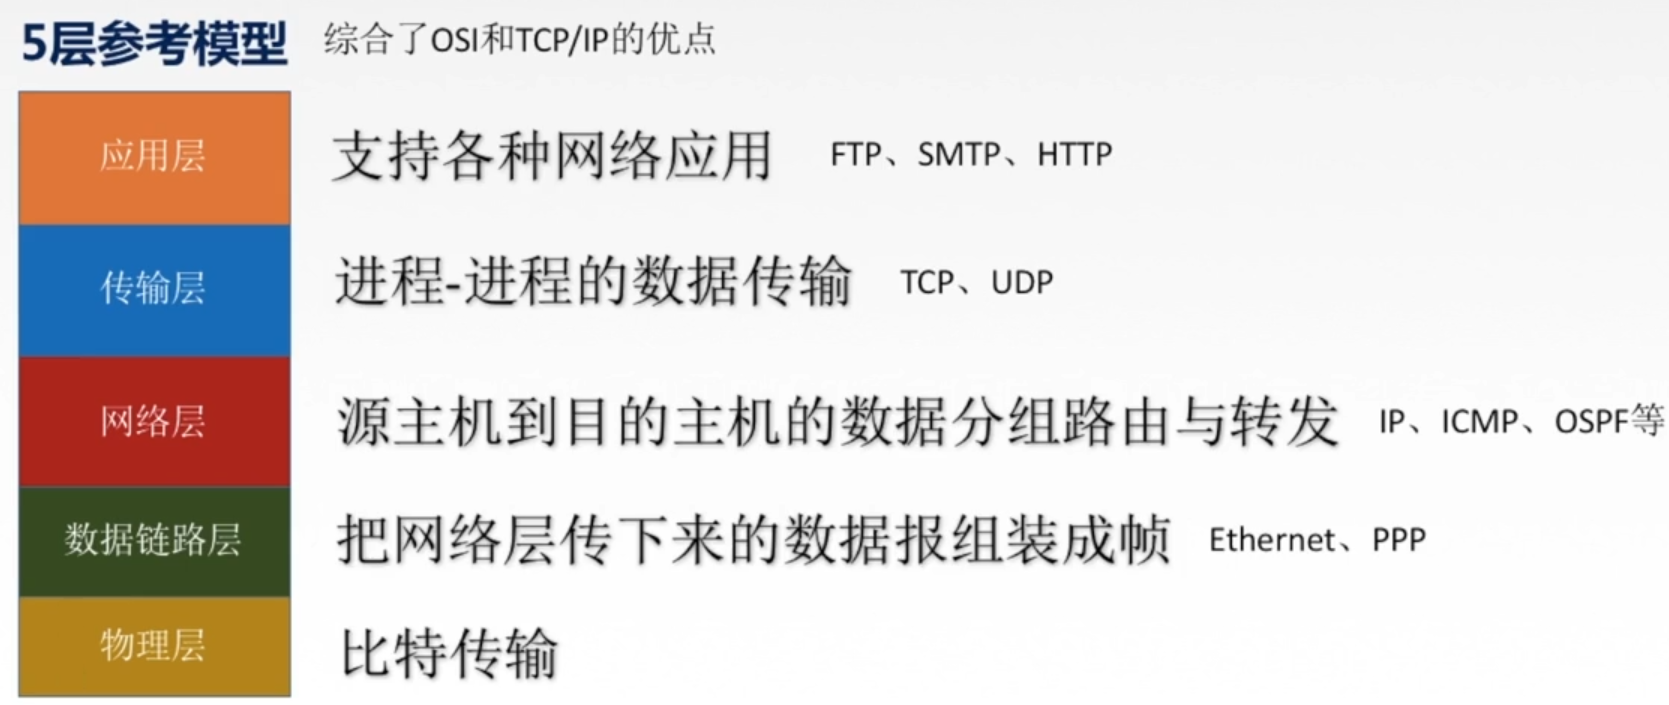 5层参考模型 综合了OSI和TCP/IP的优点
应用层 支持各种网络应用 FTP、SMTP、HTTP
传输层 进程-进程的数据传输 TCP、UDP
网络层 源主机到目的主机的数据分组路由与转发 IP、ICMP、OSPF等
数据链路层 把网络层传下来的数据报组装成帧 Ethernet、PPP
物理层 比特传输